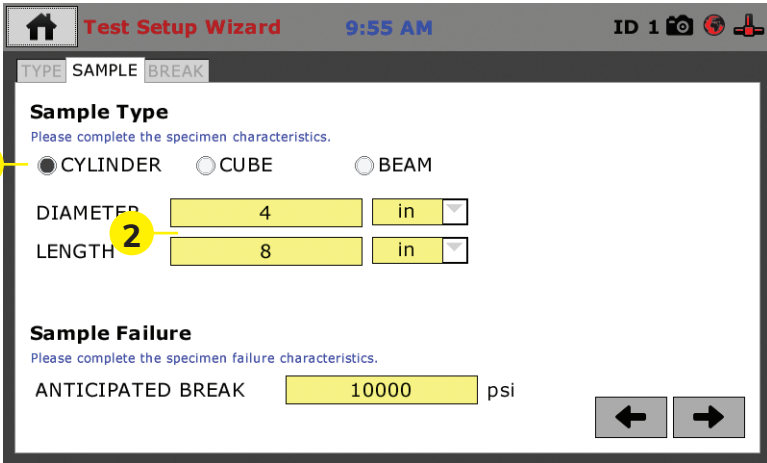 Test Setup Wizard 9:55 AM ID 1
TYPE SAMPLE BREAK
Sample Type
Please complete the specimen characteristics.
CYLINDER CUBE BEAM
DIAMETER 4 in
2
LENGTH 8 in
Sample Failure
Please complete the specimen failure characteristics.
ANTICIPATED BREAK 10000 psi